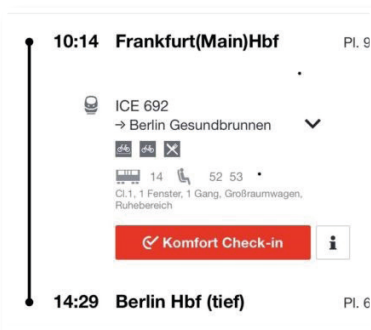 10:14 Frankfurt(Main)Hbf Pl. 9
ICE 692
→ Berlin Gesundbrunnen
14 52 53
Cl.1, 1 Fenster, 1 Gang, Großraumwagen,
Ruhebereich
Komfort Check-in i
14:29 Berlin Hbf (tief) Pl. 6